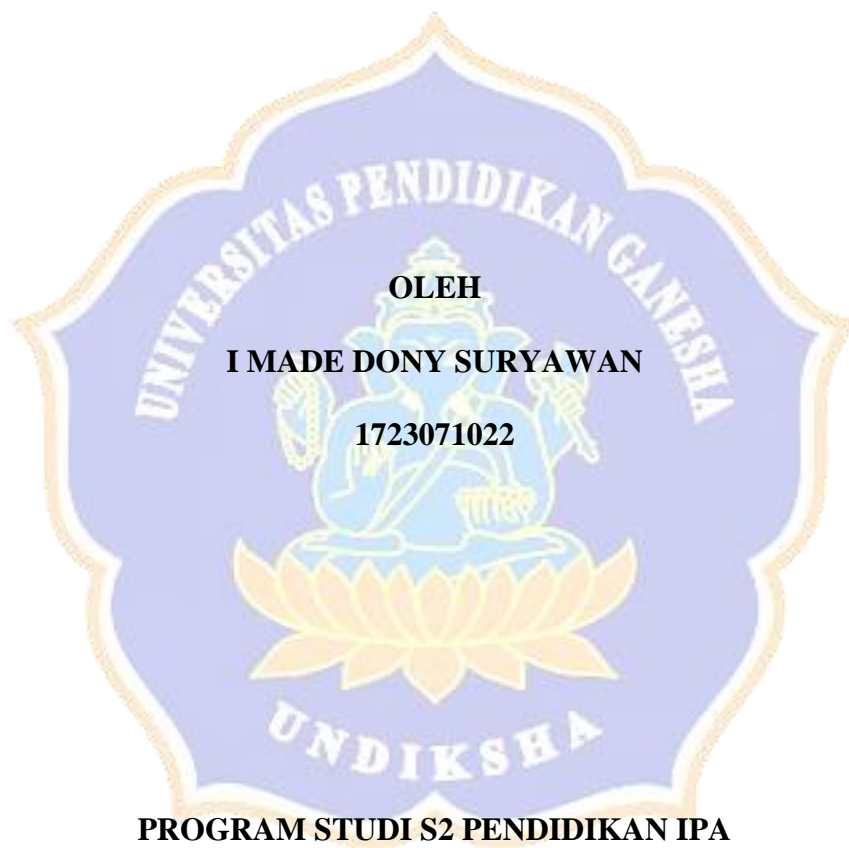 UNIVERSITAS PENDIDIKAN GANESHA
OLEH
I MADE DONY SURYAWAN
1723071022
UNDIKSHA
PROGRAM STUDI S2 PENDIDIKAN IPA